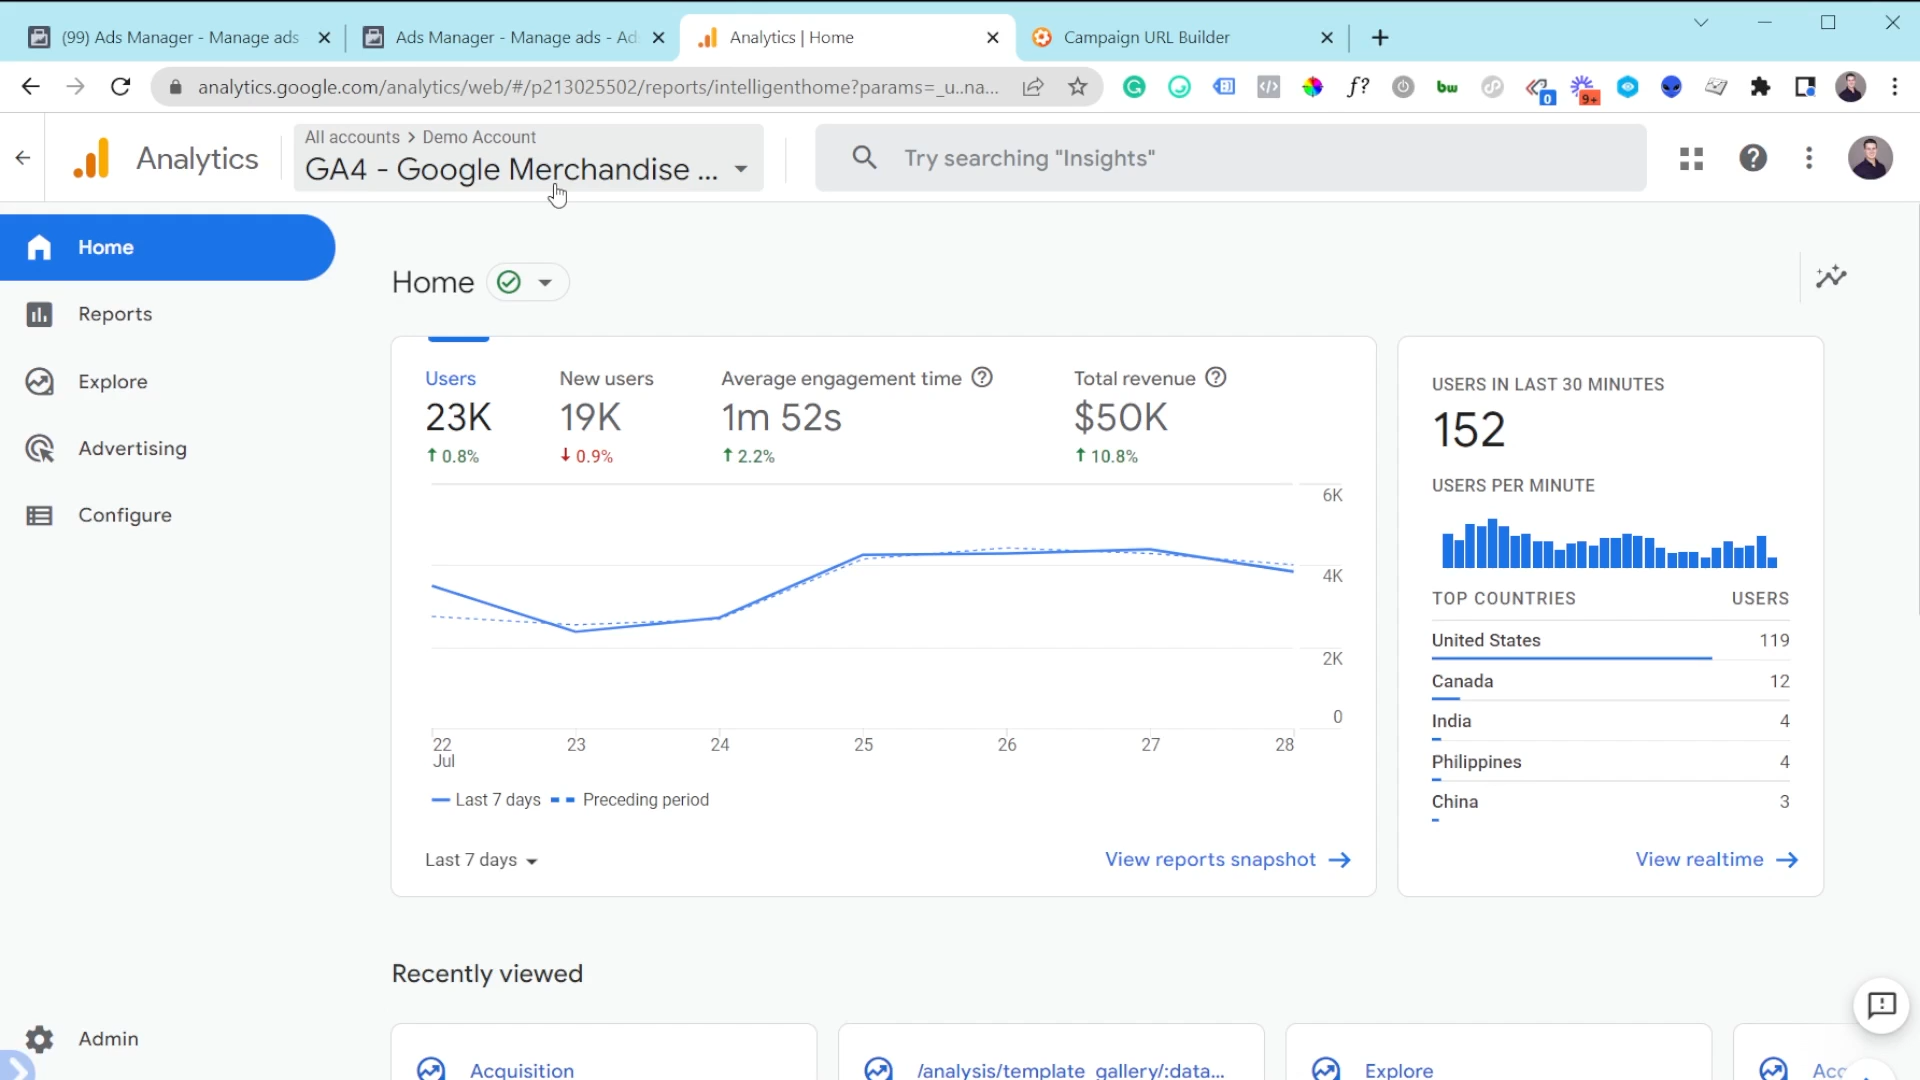 (99) Ads Manager - Manage ads
Ads Manager - Manage ads - Ad
Analytics | Home
Campaign URL Builder
analytics.google.com/analytics/web/#/p213025502/reports/intelligenthome?params=_u..na...
f?
bw
0
9+
Analytics
All accounts > Demo Account
GA4 - Google Merchandise ...
Try searching "Insights"
Home
Reports
Explore
Advertising
Configure
Admin
Home
Users
23K
0.8%
New users
19K
0.9%
Average engagement time
1m 52s
2.2%
Total revenue
$50K
10.8%
6K
4K
2K
0
22
Jul
23
24
25
26
27
28
Last 7 days
Preceding period
Last 7 days
View reports snapshot
USERS IN LAST 30 MINUTES
152
USERS PER MINUTE
TOP COUNTRIES USERS
United States 119
Canada 12
India 4
Philippines 4
China 3
View realtime
Recently viewed
Acquisition
/analysis/template_gallery/:data...
Explore